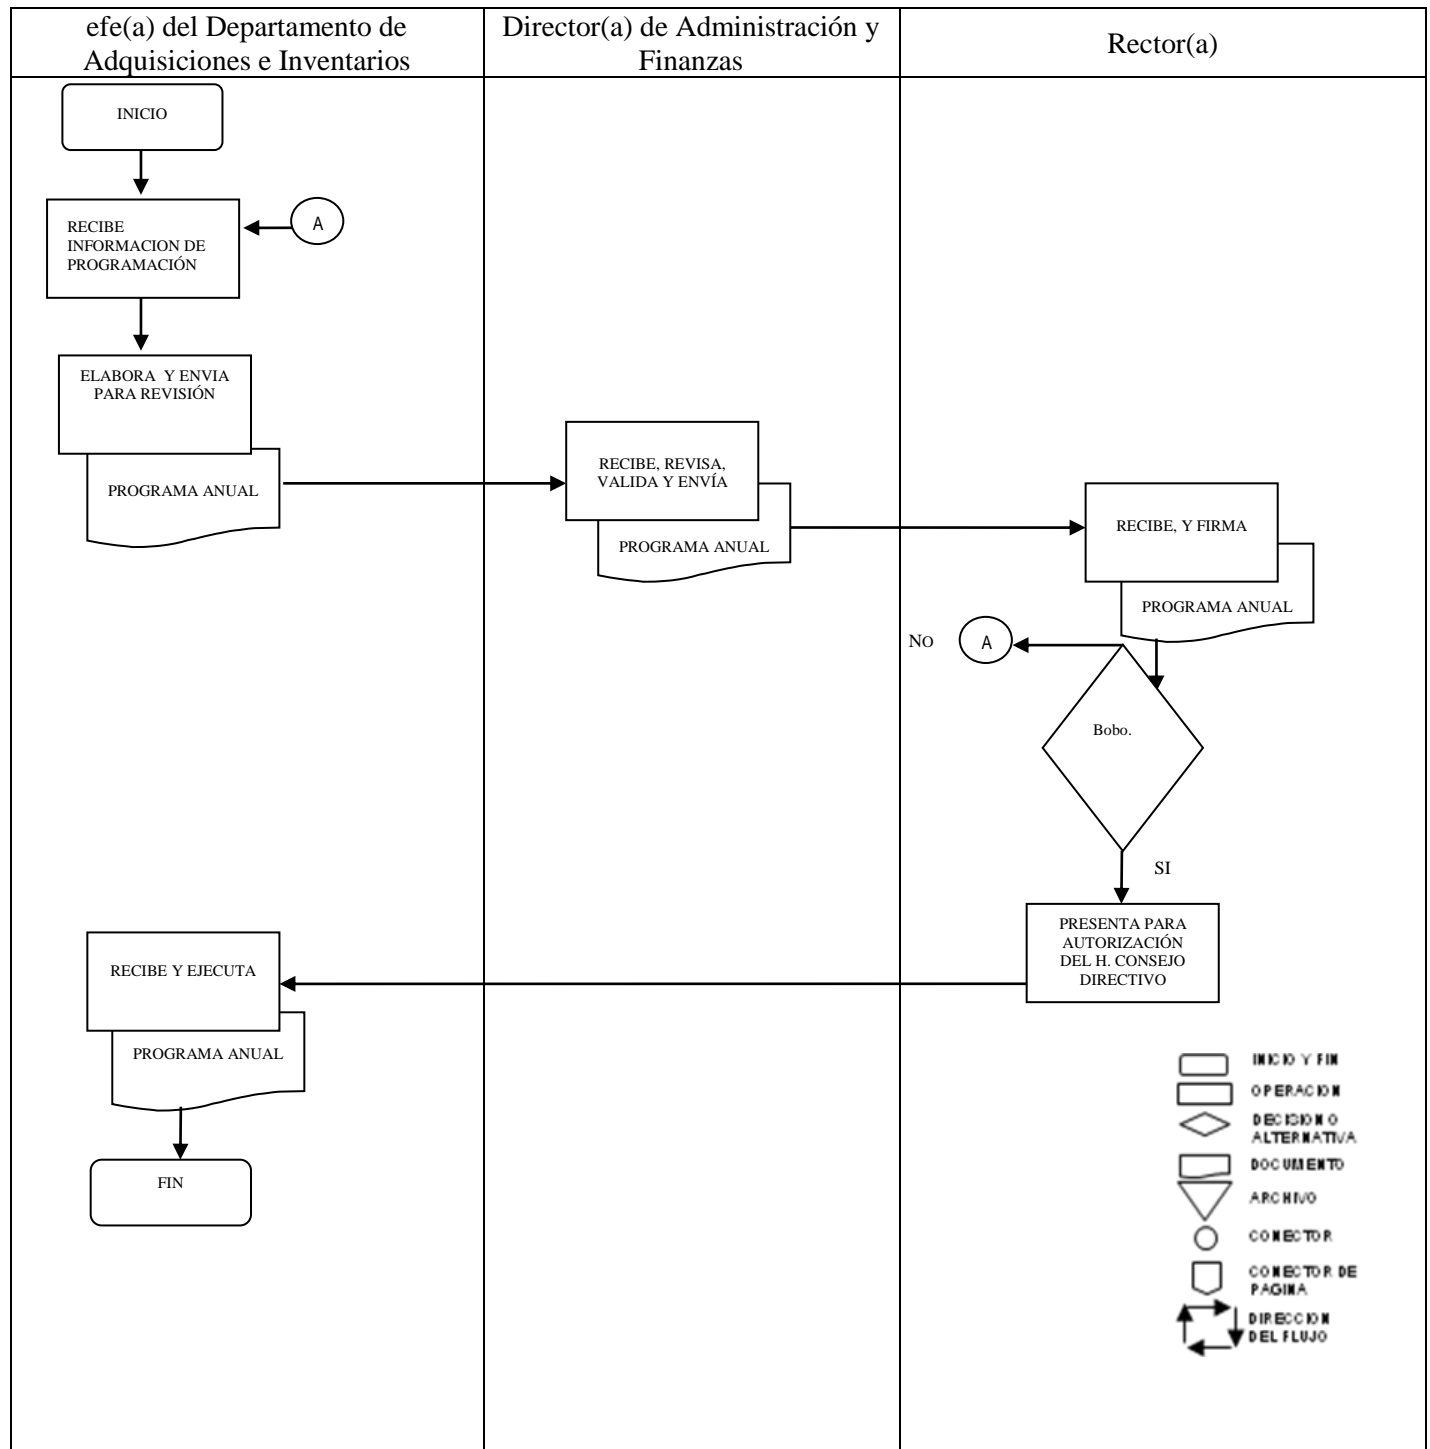 efe(a) del Departamento de
Adquisiciones e Inventarios
Director(a) de Administración y
Finanzas
Rector(a)
INICIO
RECIBE
INFORMACION DE
PROGRAMACIÓN
A
ELABORA Y ENVIA
PARA REVISIÓN
PROGRAMA ANUAL
RECIBE, REVISA,
VALIDA Y ENVÍA
PROGRAMA ANUAL
RECIBE, Y FIRMA
PROGRAMA ANUAL
NO
A
Bobo.
SI
PRESENTA PARA
AUTORIZACIÓN
DEL H. CONSEJO
DIRECTIVO
RECIBE Y EJECUTA
PROGRAMA ANUAL
FIN
INICIO Y FIN
OPERACION
DECISION O
ALTERNATIVA
DOCUMENTO
ARCHIVO
CONECTOR
CONECTOR DE
PAGINA
DIRECCION
DEL FLUJO